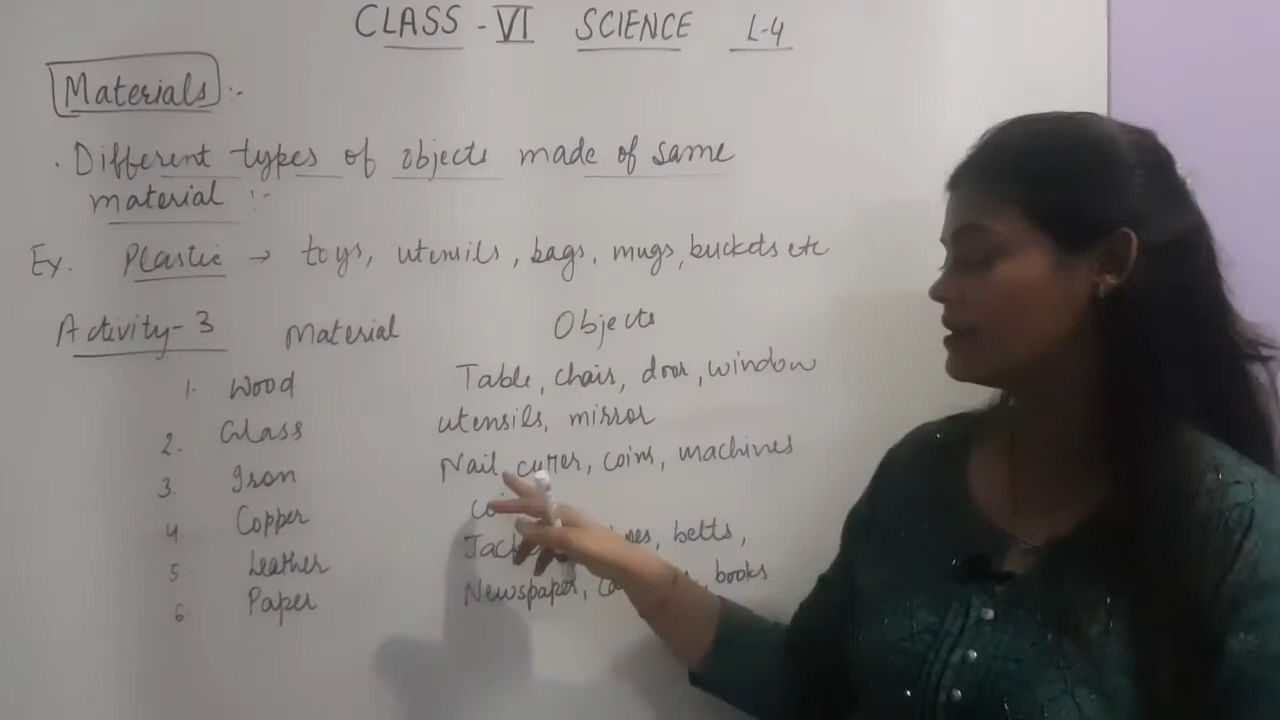 CLASS - VI SCIENCE L-4
Materials :-
. Different types of objects made of same
material :-
Ex. Plastic → toys, utensils, bags, mugs, buckets etc
Activity-3 Material Objects
1. Wood Table, chair, door, window
2. Glass utensils, mirror
3. Iron Nail, cutter, coins, machines
4. Copper
5 Leather belts,
6. Paper Newspaper, books